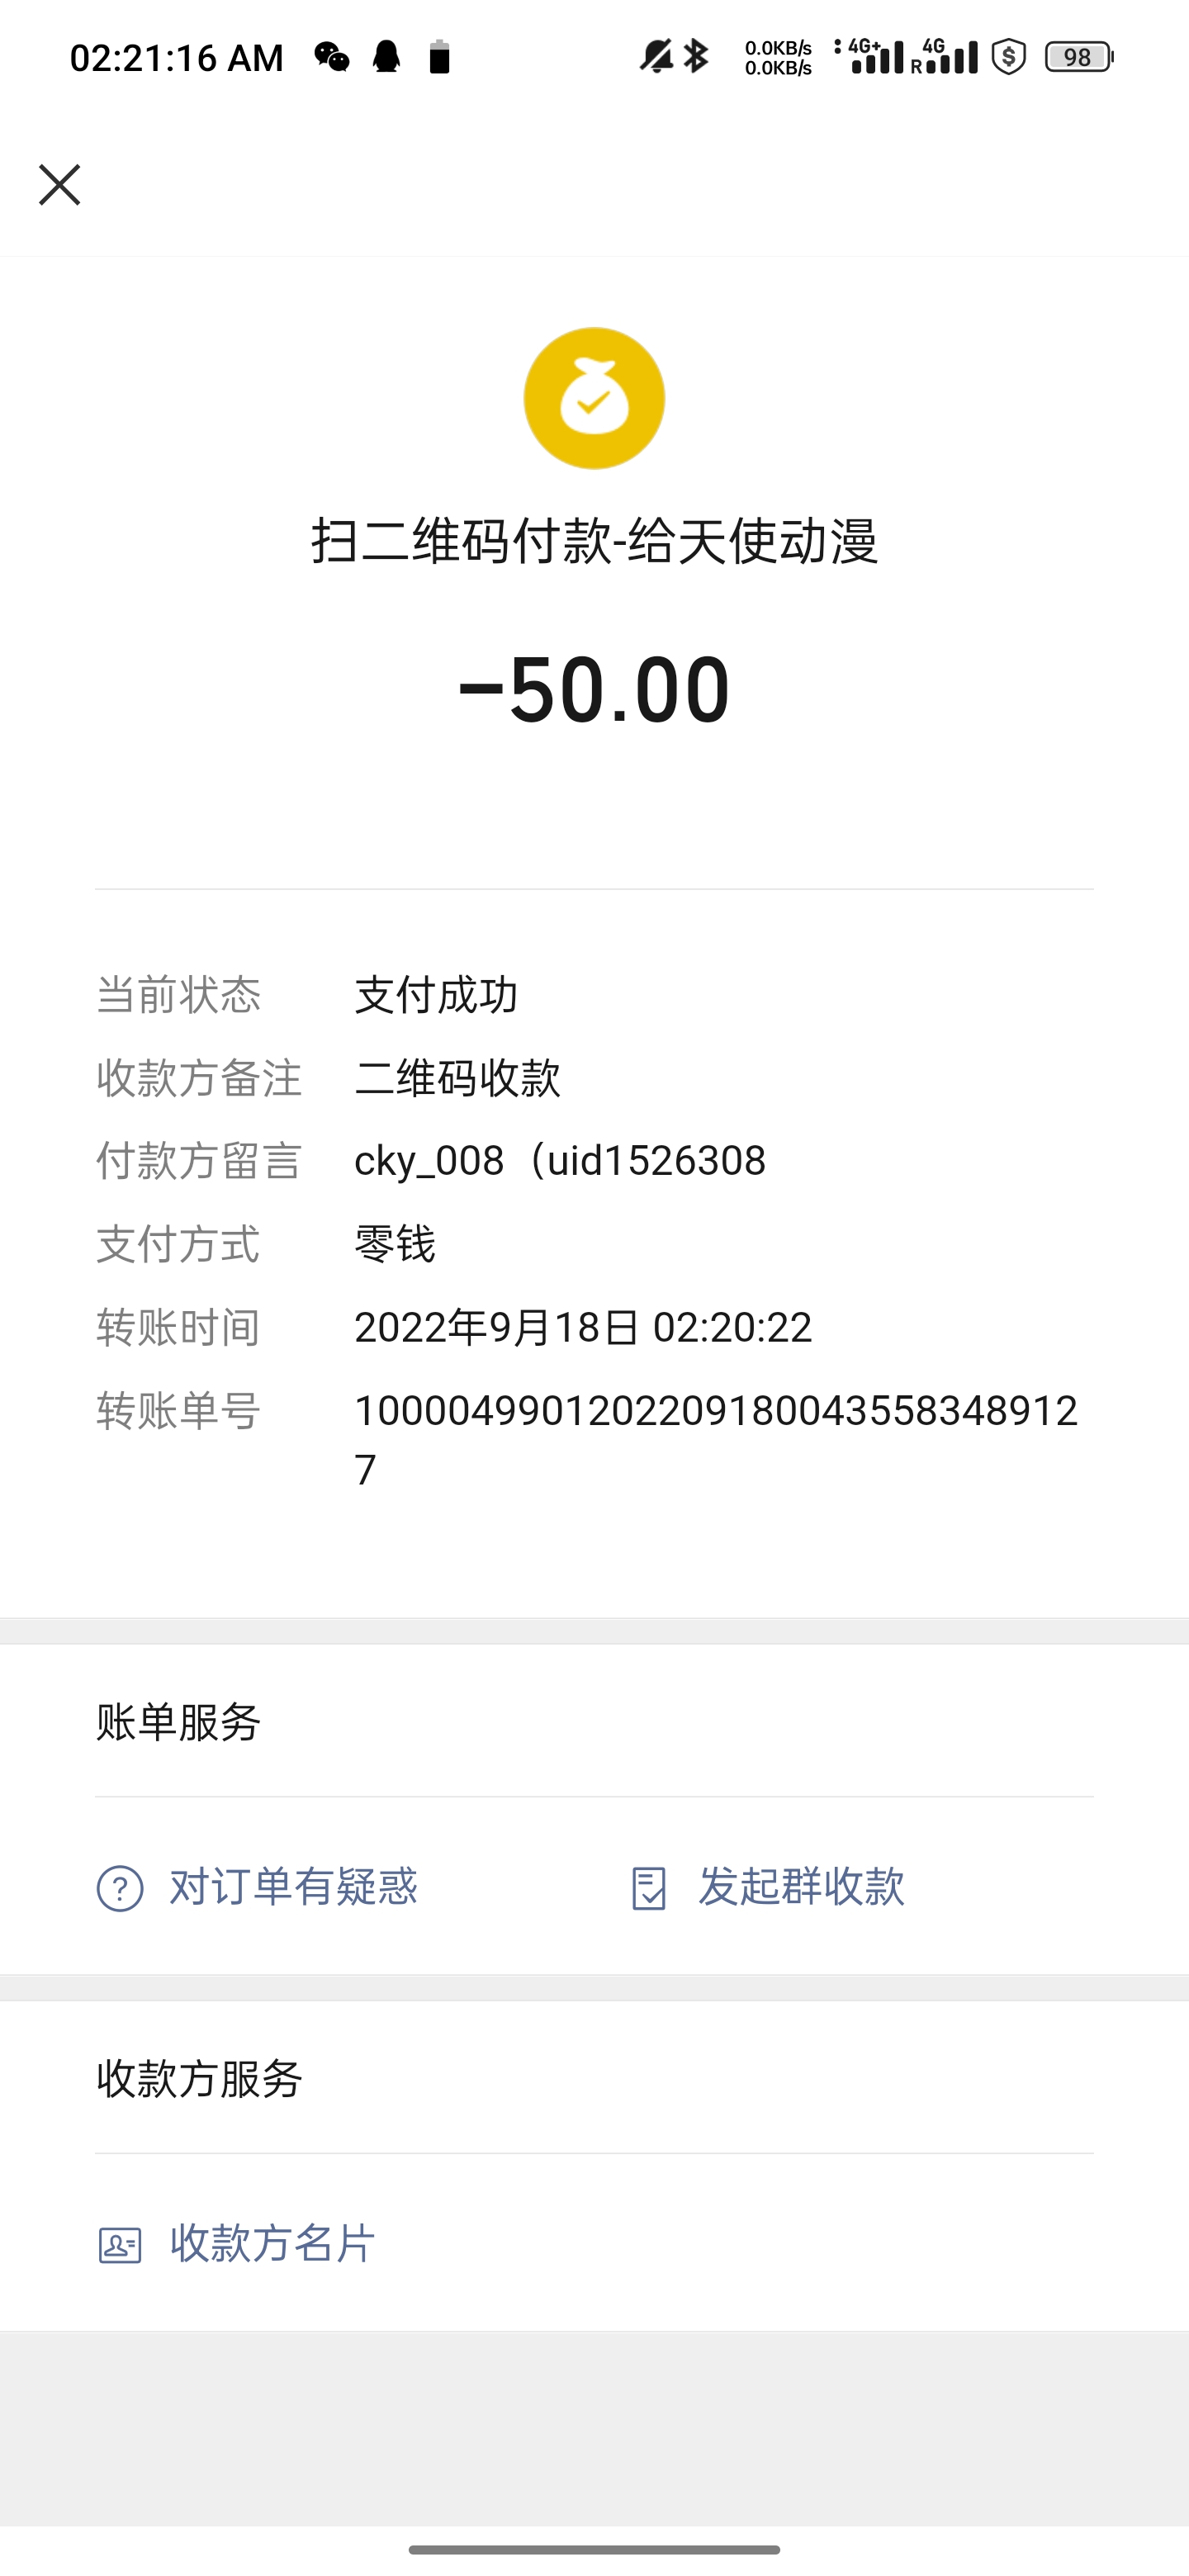 02:21:16 AM 0.0KB/s 4G+ 4G 98
0.0KB/s R
扫二维码付款-给天使动漫
-50.00
当前状态 支付成功
收款方备注 二维码收款
付款方留言 cky_008（uid1526308
支付方式 零钱
转账时间 2022年9月18日 02:20:22
转账单号 1000049901202209180043558348912
7
账单服务
对订单有疑惑 发起群收款
收款方服务
收款方名片